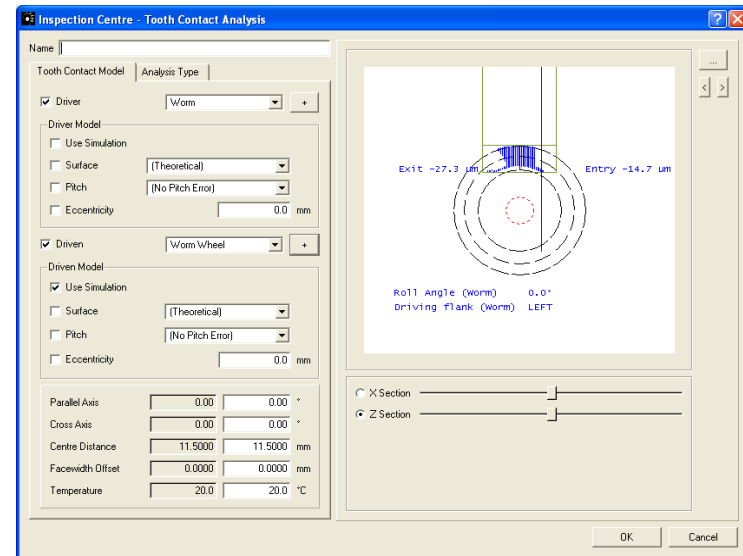 Inspection Centre - Tooth Contact Analysis
Name
Tooth Contact Model
Analysis Type
Driver
Worm
+
Driver Model
Use Simulation
Surface
(Theoretical)
Pitch
(No Pitch Error)
Eccentricity
0.0 mm
Driven
Worm Wheel
+
Driven Model
Use Simulation
Surface
(Theoretical)
Pitch
(No Pitch Error)
Eccentricity
0.0 mm
Parallel Axis 0.00 0.00 °
Cross Axis 0.00 0.00 °
Centre Distance 11.5000 11.5000 mm
Facewidth Offset 0.0000 0.0000 mm
Temperature 20.0 20.0 °C
...
< >
Exit -27.3 um
Entry -14.7 um
Roll Angle (Worm) 0.0°
Driving flank (Worm) LEFT
X Section
Z Section
OK
Cancel